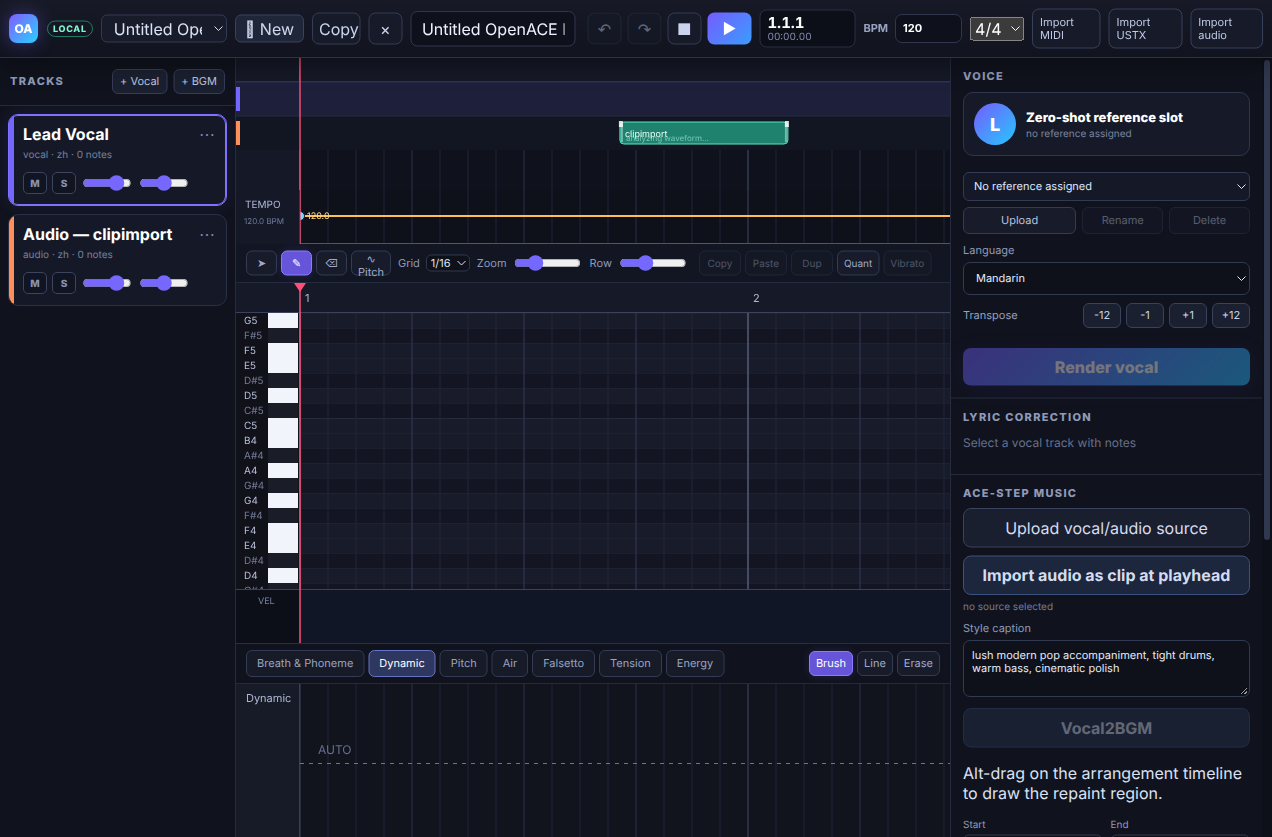 OA
LOCAL
Untitled Ope
New
Copy
×
Untitled OpenACE
1.1.1
00:00.00
BPM
120
4/4
Import MIDI
Import USTX
Import audio
TRACKS
+ Vocal
+ BGM
Lead Vocal
vocal · zh · 0 notes
M
S
Audio — clipimport
audio · zh · 0 notes
M
S
clipimport
analyzing waveform...
TEMPO
120.0 BPM
120.0
Pitch
Grid
1/16
Zoom
Row
Copy
Paste
Dup
Quant
Vibrato
1
2
G5
F#5
F5
E5
D#5
D5
C#5
C5
B4
A#4
A4
G#4
G4
F#4
F4
E4
D#4
D4
VEL
Breath & Phoneme
Dynamic
Pitch
Air
Falsetto
Tension
Energy
Brush
Line
Erase
Dynamic
AUTO
VOICE
L
Zero-shot reference slot
no reference assigned
No reference assigned
Upload
Rename
Delete
Language
Mandarin
Transpose
-12
-1
+1
+12
Render vocal
LYRIC CORRECTION
Select a vocal track with notes
ACE-STEP MUSIC
Upload vocal/audio source
Import audio as clip at playhead
no source selected
Style caption
lush modern pop accompaniment, tight drums,
warm bass, cinematic polish
Vocal2BGM
Alt-drag on the arrangement timeline
to draw the repaint region.
Start
End